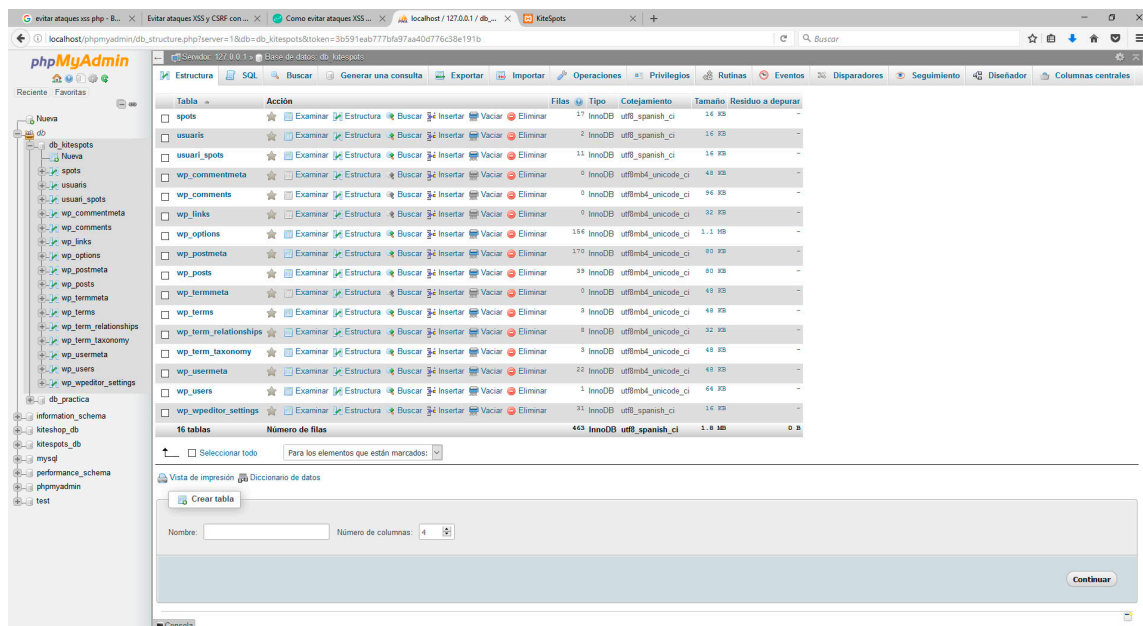 evitar ataques xss php - B...
Evitar ataques XSS y CSRF con ...
Como evitar ataques XSS ...
localhost / 127.0.0.1 / db_...
KiteSpots
localhost/phpmyadmin/db_structure.php?server=1&db=db_kitespots&token=3b591eab777bfa97aa40d776c38e191b
Buscar
phpMyAdmin
Reciente Favoritas
Nueva
db
db_kitespots
Nueva
spots
usuaris
usuari_spots
wp_commentmeta
wp_comments
wp_links
wp_options
wp_postmeta
wp_posts
wp_termmeta
wp_terms
wp_term_relationships
wp_term_taxonomy
wp_usermeta
wp_users
wp_wpeditor_settings
db_practica
information_schema
kiteshop_db
kitespots_db
mysql
performance_schema
phpmyadmin
test
Servidor: 127.0.0.1 » Base de datos: db_kitespots
Estructura SQL Buscar Generar una consulta Exportar Importar Operaciones Privilegios Rutinas Eventos Disparadores Seguimiento Diseñador Columnas centrales
Tabla Acción Filas Tipo Cotejamiento Tamaño Residuo a depurar
spots Examinar Estructura Buscar Insertar Vaciar Eliminar 17 InnoDB utf8_spanish_ci 16 KB -
usuaris Examinar Estructura Buscar Insertar Vaciar Eliminar 2 InnoDB utf8_spanish_ci 16 KB -
usuari_spots Examinar Estructura Buscar Insertar Vaciar Eliminar 11 InnoDB utf8_spanish_ci 16 KB -
wp_commentmeta Examinar Estructura Buscar Insertar Vaciar Eliminar 0 InnoDB utf8mb4_unicode_ci 48 KB -
wp_comments Examinar Estructura Buscar Insertar Vaciar Eliminar 0 InnoDB utf8mb4_unicode_ci 96 KB -
wp_links Examinar Estructura Buscar Insertar Vaciar Eliminar 0 InnoDB utf8mb4_unicode_ci 32 KB -
wp_options Examinar Estructura Buscar Insertar Vaciar Eliminar 166 InnoDB utf8mb4_unicode_ci 1.1 MB -
wp_postmeta Examinar Estructura Buscar Insertar Vaciar Eliminar 170 InnoDB utf8mb4_unicode_ci 80 KB -
wp_posts Examinar Estructura Buscar Insertar Vaciar Eliminar 39 InnoDB utf8mb4_unicode_ci 80 KB -
wp_termmeta Examinar Estructura Buscar Insertar Vaciar Eliminar 0 InnoDB utf8mb4_unicode_ci 48 KB -
wp_terms Examinar Estructura Buscar Insertar Vaciar Eliminar 3 InnoDB utf8mb4_unicode_ci 48 KB -
wp_term_relationships Examinar Estructura Buscar Insertar Vaciar Eliminar 8 InnoDB utf8mb4_unicode_ci 32 KB -
wp_term_taxonomy Examinar Estructura Buscar Insertar Vaciar Eliminar 3 InnoDB utf8mb4_unicode_ci 48 KB -
wp_usermeta Examinar Estructura Buscar Insertar Vaciar Eliminar 22 InnoDB utf8mb4_unicode_ci 48 KB -
wp_users Examinar Estructura Buscar Insertar Vaciar Eliminar 1 InnoDB utf8mb4_unicode_ci 64 KB -
wp_wpeditor_settings Examinar Estructura Buscar Insertar Vaciar Eliminar 31 InnoDB utf8_spanish_ci 16 KB -
16 tablas Número de filas 463 InnoDB utf8_spanish_ci 1.8 MB 0 B
Seleccionar todo Para los elementos que están marcados:
Vista de impresión Diccionario de datos
Crear tabla
Nombre: Número de columnas: 4
Continuar
Consola